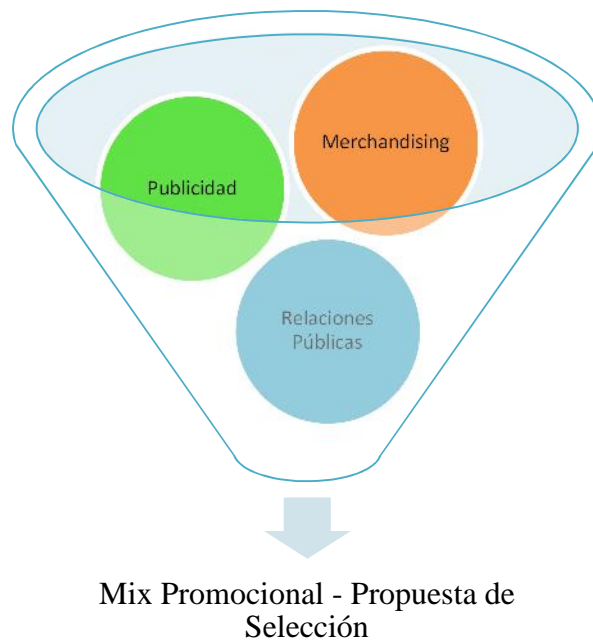 Merchandising
Publicidad
Relaciones
Públicas
Mix Promocional - Propuesta de
Selección